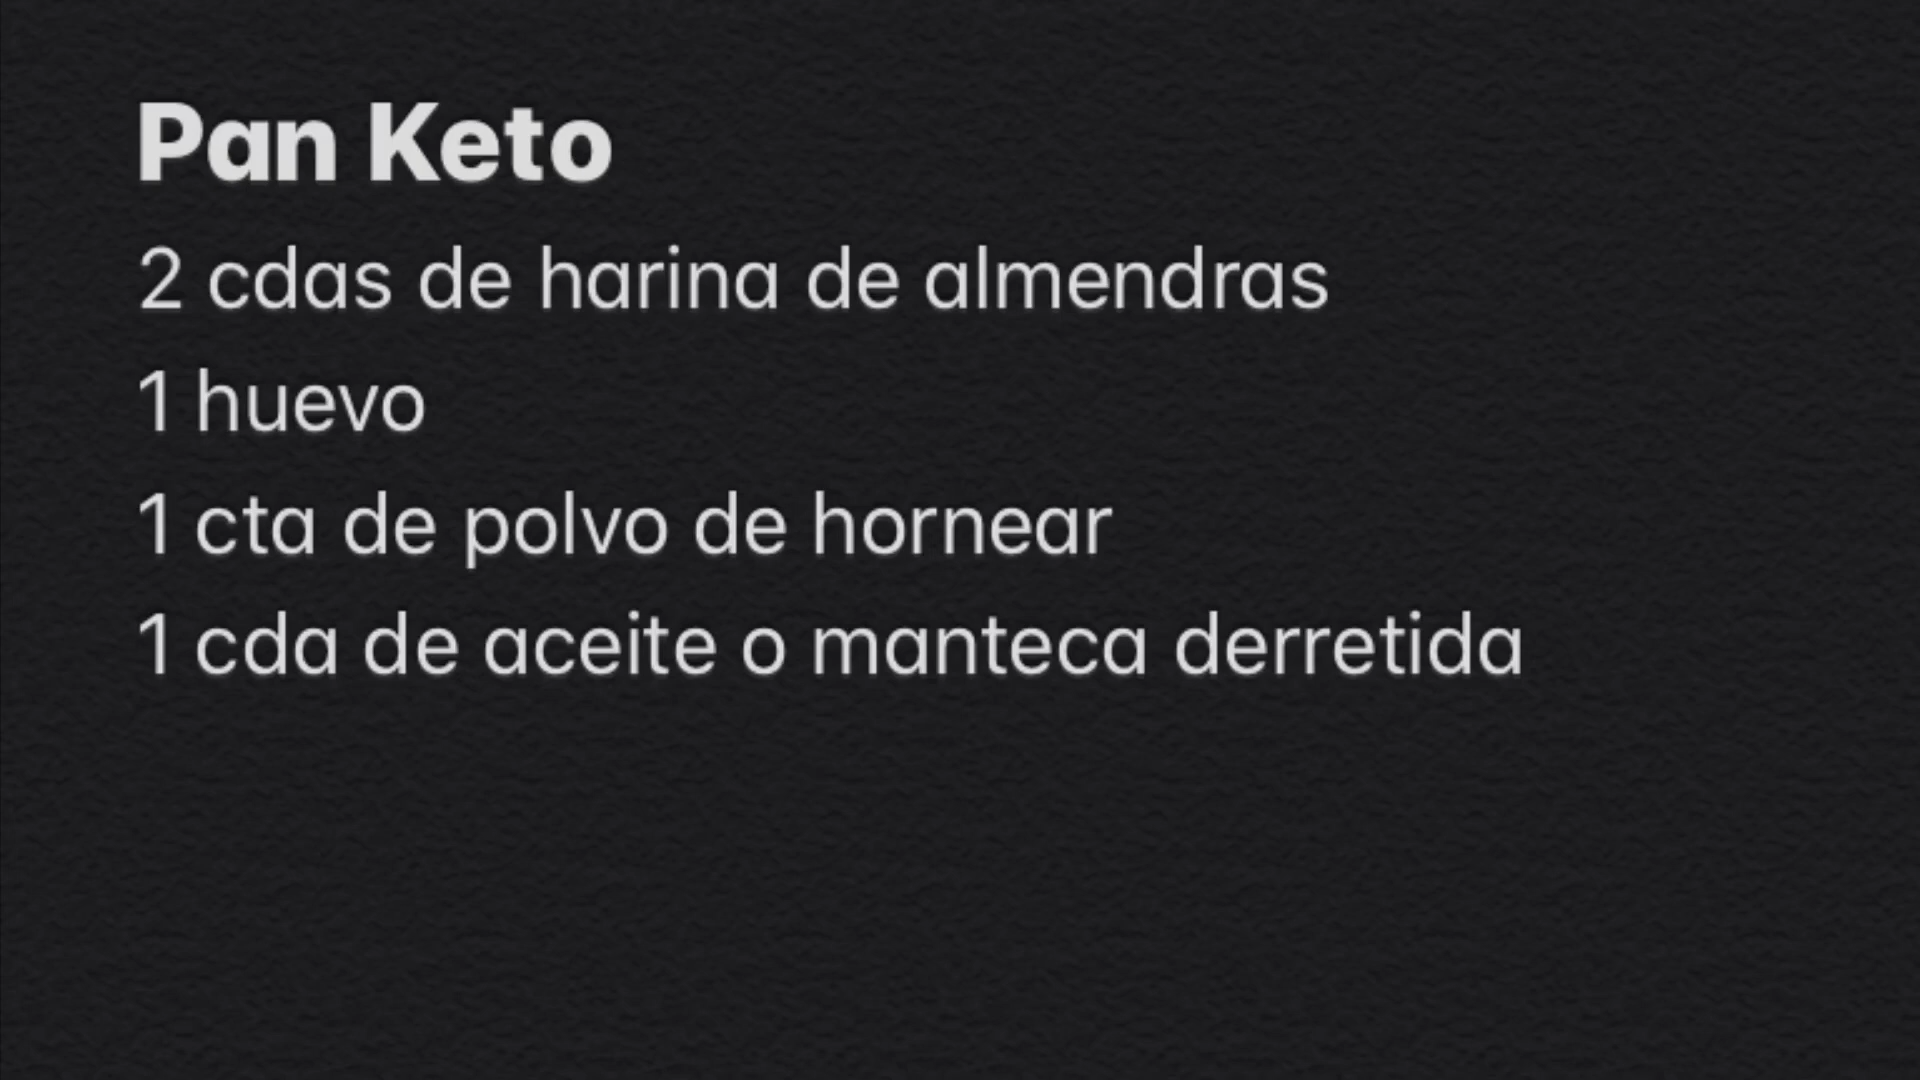 Pan Keto
2 cdas de harina de almendras
1 huevo
1 cta de polvo de hornear
1 cda de aceite o manteca derretida